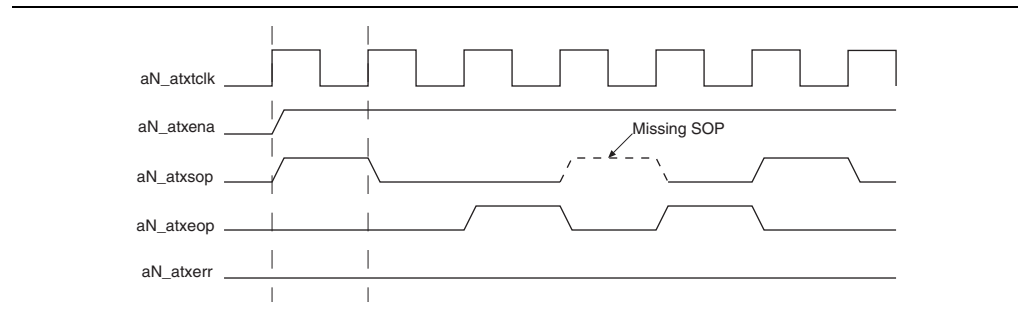 aN_atxtclk
aN_atxena
Missing SOP
aN_atxsop
aN_atxeop
aN_atxerr